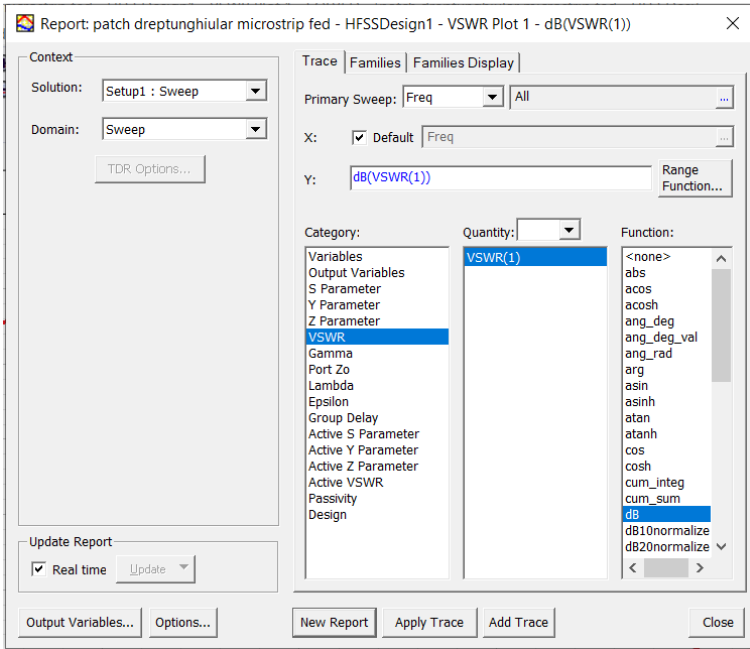 Report: patch dreptunghiular microstrip fed - HFSSDesign1 - VSWR Plot 1 - dB(VSWR(1))
Context
Solution: Setup1 : Sweep
Domain: Sweep
TDR Options...
Update Report
Real time Update
Output Variables... Options...
Trace Families Families Display
Primary Sweep: Freq All ...
X: Default Freq ...
Y: dB(VSWR(1)) Range Function...
Category:
Variables
Output Variables
S Parameter
Y Parameter
Z Parameter
VSWR
Gamma
Port Zo
Lambda
Epsilon
Group Delay
Active S Parameter
Active Y Parameter
Active Z Parameter
Active VSWR
Passivity
Design
Quantity:
VSWR(1)
Function:
<none>
abs
acos
acosh
ang_deg
ang_deg_val
ang_rad
arg
asin
asinh
atan
atanh
cos
cosh
cum_integ
cum_sum
dB
dB10normalize
dB20normalize
New Report Apply Trace Add Trace Close